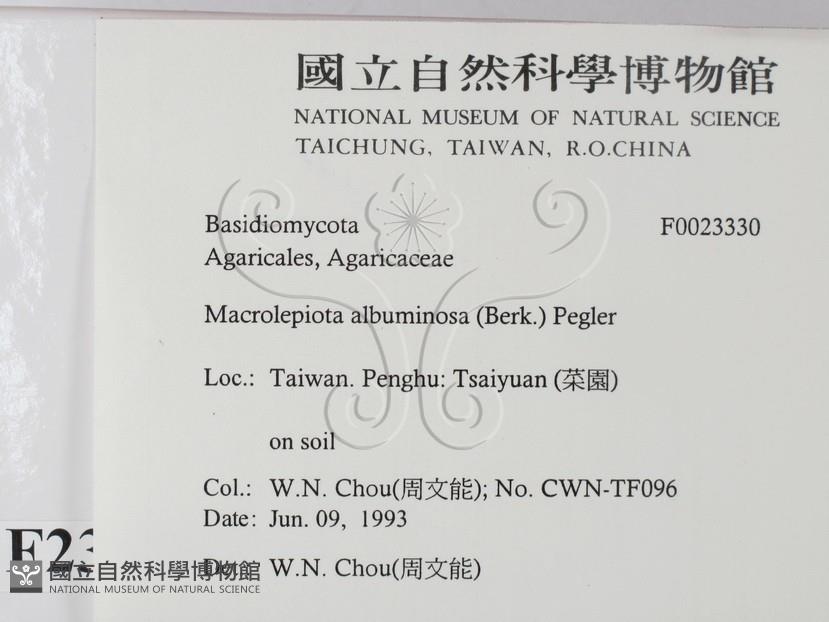 國立自然科學博物館
NATIONAL MUSEUM OF NATURAL SCIENCE
TAICHUNG, TAIWAN, R.O.CHINA
Basidiomycota F0023330
Agaricales, Agaricaceae
Macrolepiota albuminosa (Berk.) Pegler
Loc.: Taiwan. Penghu: Tsaiyuan (菜園)
on soil
Col.: W.N. Chou(周文能); No. CWN-TF096
Date: Jun. 09, 1993
W.N. Chou(周文能)
國立自然科學博物館
NATIONAL MUSEUM OF NATURAL SCIENCE